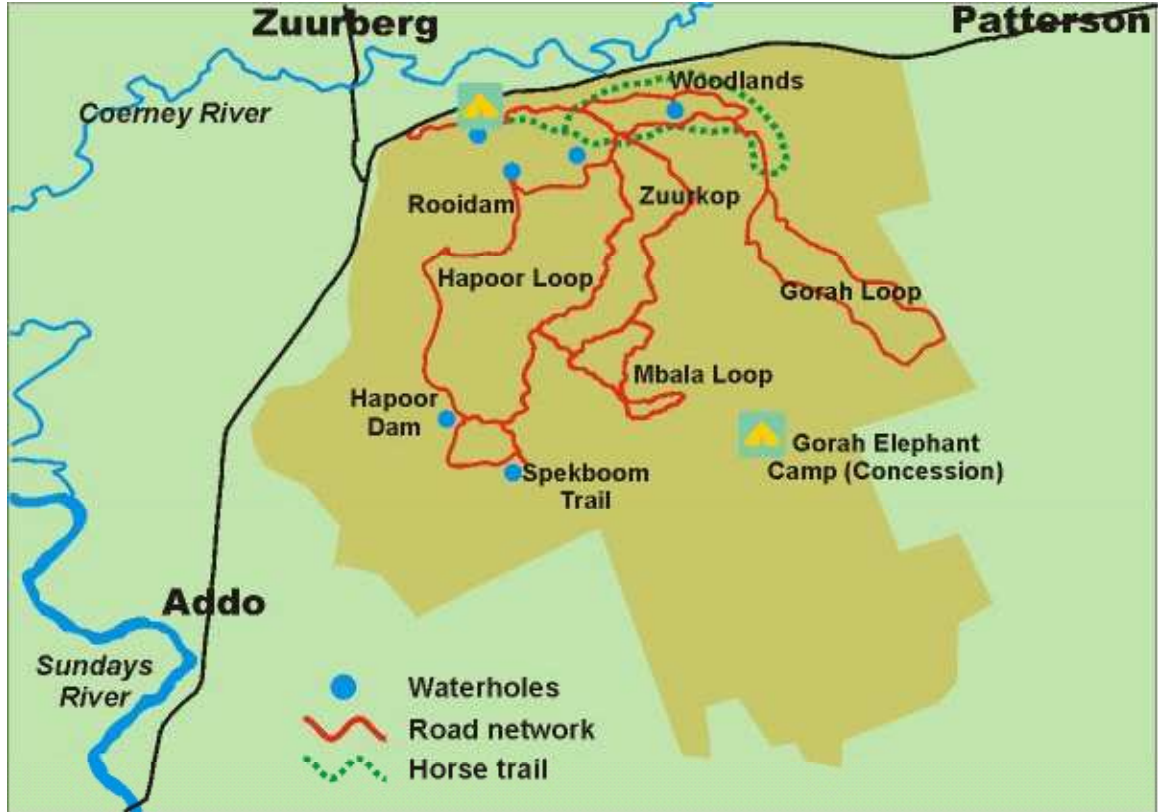 Zuurberg
Patterson
Coerney River
Woodlands
Rooidam
Zuurkop
Hapoor Loop
Gorah Loop
Mbala Loop
Hapoor
Dam
Gorah Elephant
Camp (Concession)
Spekboom
Trail
Addo
Sundays
River
Waterholes
Road network
Horse trail